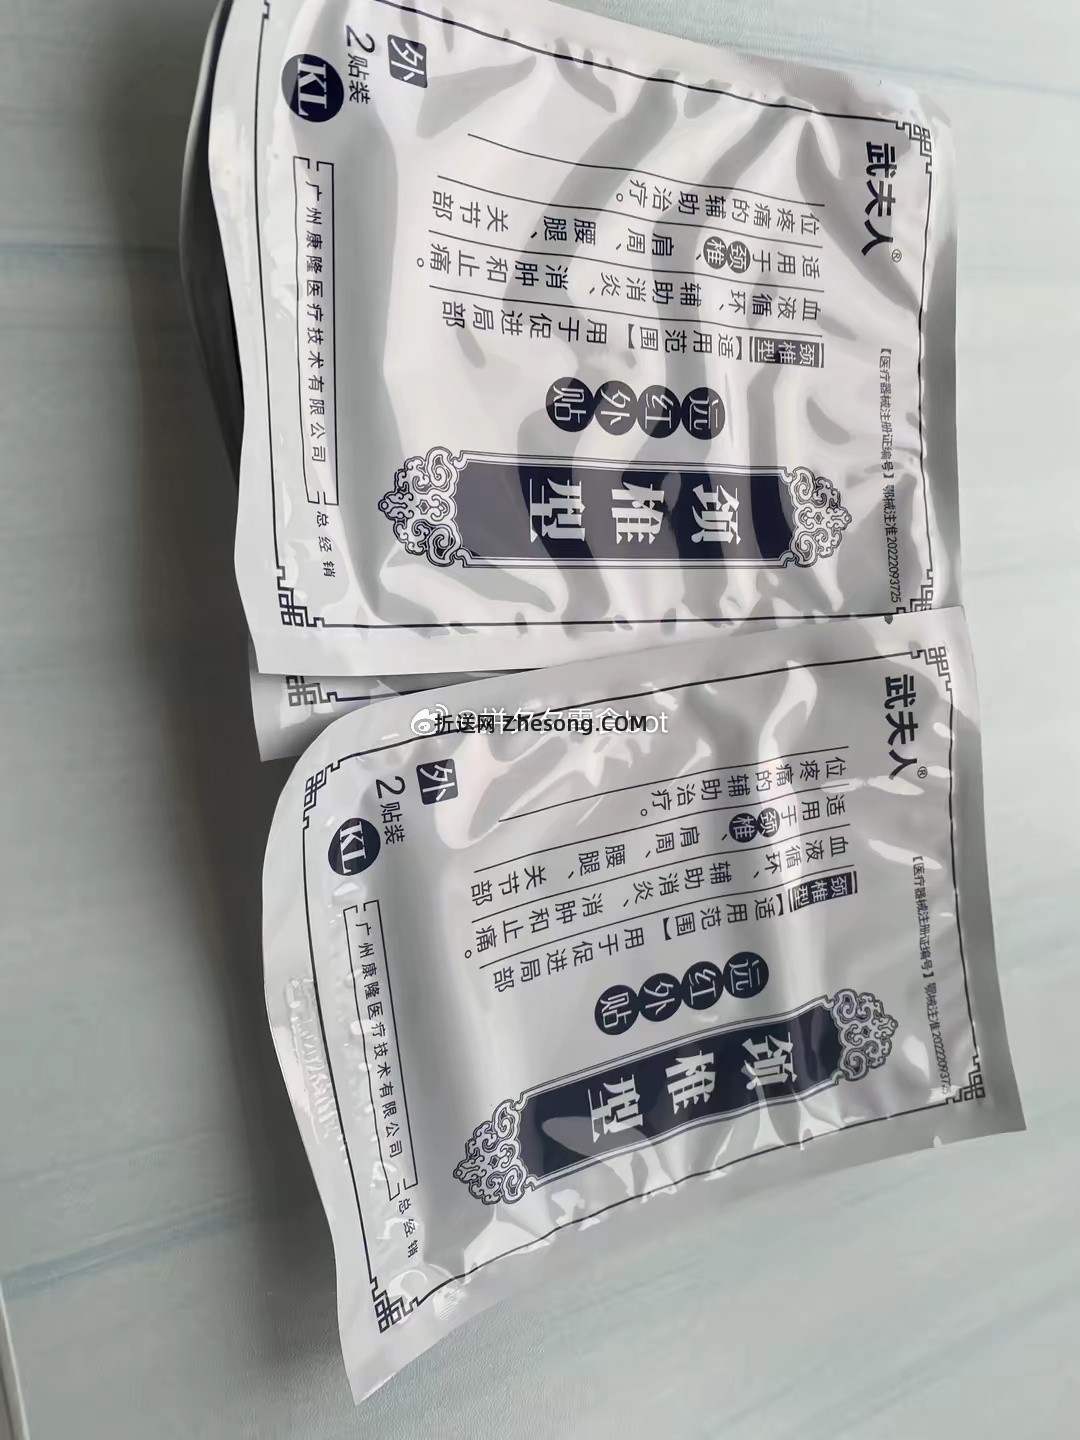 武夫人®
【医疗器械注册证编号】鄂械注准20222093725
颈椎型
远红外贴
颈椎型【适用范围】用于促进局部
血液循环、辅助消炎、消肿和止痛。
适用于颈椎、肩周、腰腿、关节部
位疼痛的辅助治疗。
外
2贴装
KL
广州康隆医疗技术有限公司 总经销
折送网 zhesong.COM
武夫人®
【医疗器械注册证编号】鄂械注准20222093725
颈椎型
远红外贴
颈椎型【适用范围】用于促进局部
血液循环、辅助消炎、消肿和止痛。
适用于颈椎、肩周、腰腿、关节部
位疼痛的辅助治疗。
外
2贴装
KL
广州康隆医疗技术有限公司 总经销